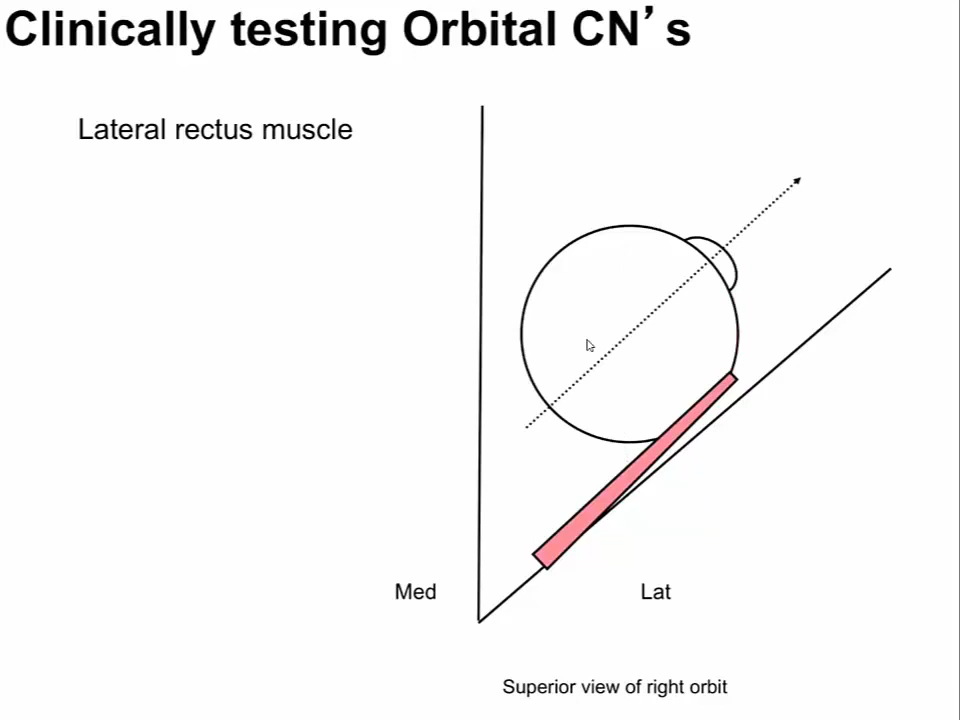 Clinically testing Orbital CN’s
Lateral rectus muscle
Med
Lat
Superior view of right orbit